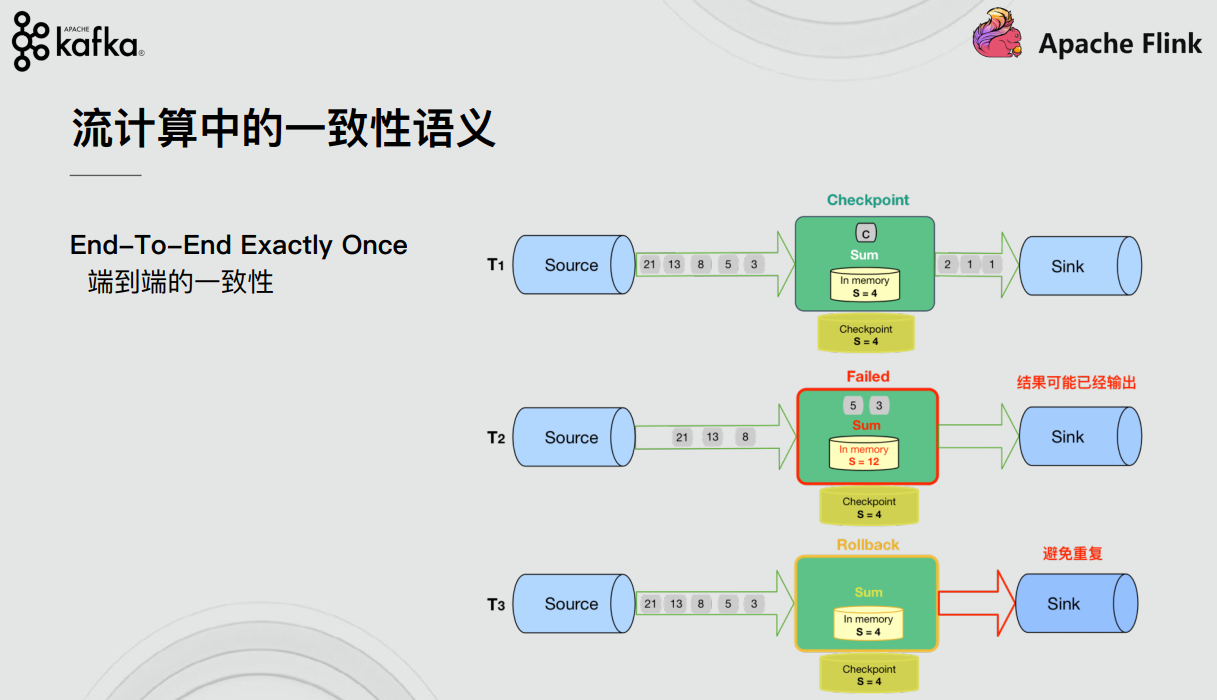 APACHE
kafka®
Apache Flink
流计算中的一致性语义
End-To-End Exactly Once
端到端的一致性
Checkpoint
T1
Source
21 13 8 5 3
C
Sum
In memory
S = 4
2 1 1
Sink
Checkpoint
S = 4
Failed
结果可能已经输出
T2
Source
21 13 8
5 3
Sum
In memory
S = 12
Sink
Checkpoint
S = 4
Rollback
避免重复
T3
Source
21 13 8 5 3
Sum
In memory
S = 4
Sink
Checkpoint
S = 4